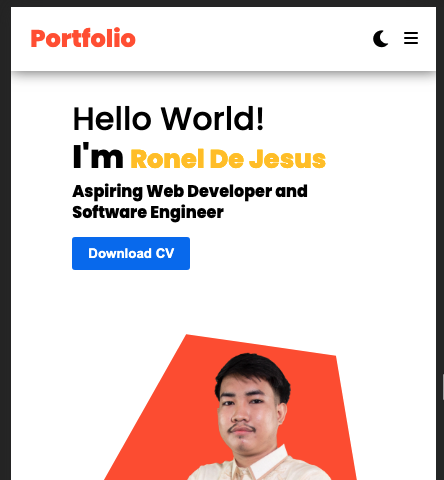 Portfolio
Hello World!
I'm Ronel De Jesus
Aspiring Web Developer and
Software Engineer
Download CV